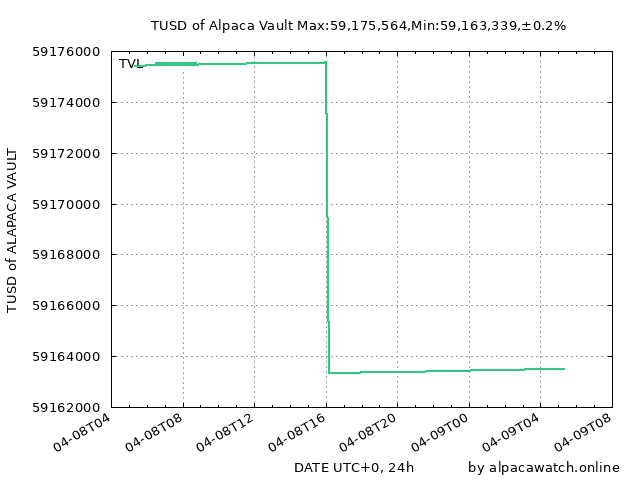 TUSD of Alpaca Vault Max:59,175,564,Min:59,163,339,±0.2%
59176000
TVL
59174000
59172000
59170000
59168000
59166000
59164000
59162000
TUSD of ALAPACA VAULT
04-08T04
04-08T08
04-08T12
04-08T16
04-08T20
04-09T00
04-09T04
04-09T08
DATE UTC+0, 24h
by alpacawatch.online